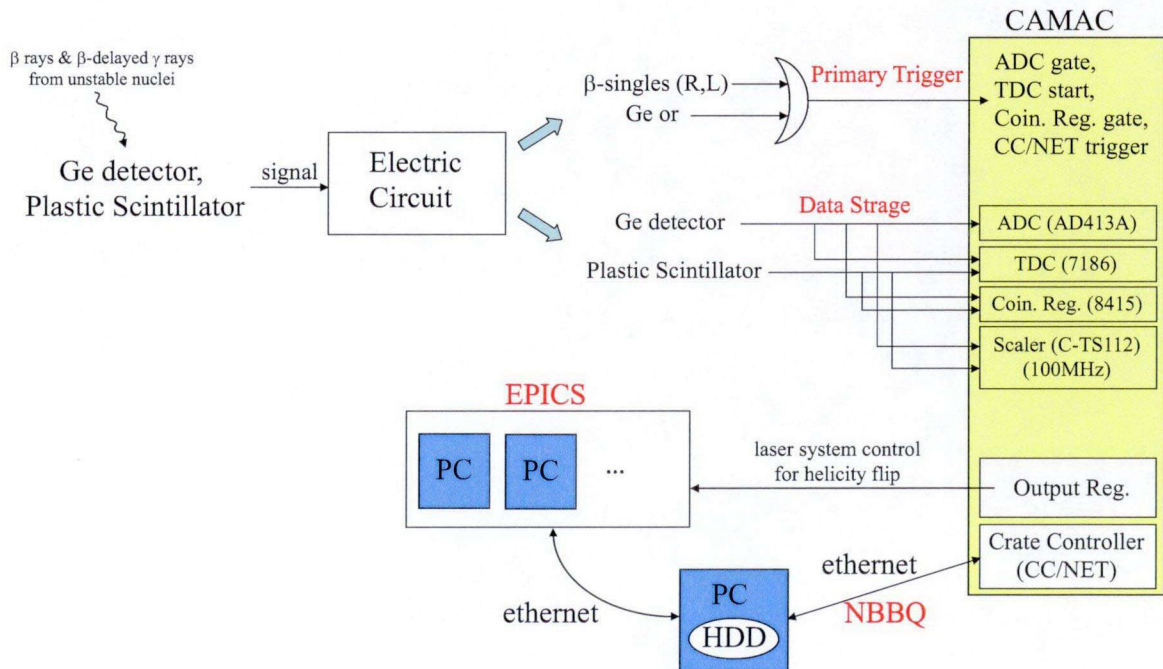 CAMAC
β rays & β-delayed γ rays
from unstable nuclei
Ge detector,
Plastic Scintillator
signal
Electric
Circuit
β-singles (R,L)
Ge or
Primary Trigger
ADC gate,
TDC start,
Coin. Reg. gate,
CC/NET trigger
Data Strage
Ge detector
Plastic Scintillator
ADC (AD413A)
TDC (7186)
Coin. Reg. (8415)
Scaler (C-TS112)
(100MHz)
EPICS
PC
PC
...
laser system control
for helicity flip
Output Reg.
Crate Controller
(CC/NET)
ethernet
ethernet
NBBQ
PC
HDD